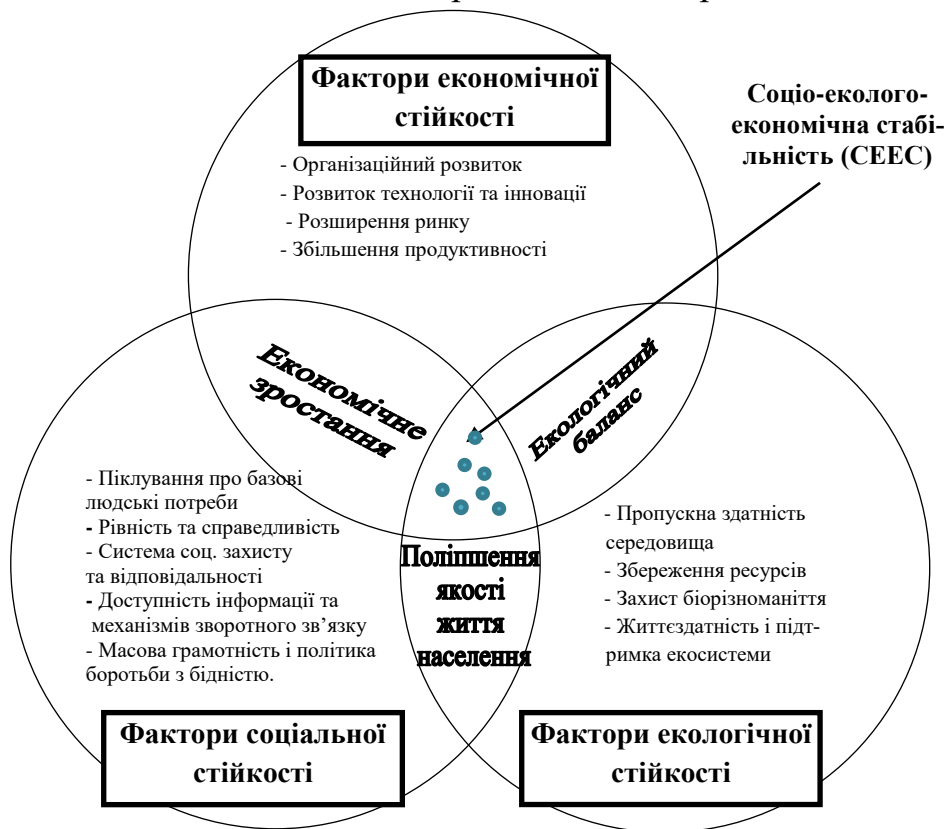 Фактори економічної
стійкості
- Організаційний розвиток
- Розвиток технології та інновації
- Розширення ринку
- Збільшення продуктивності
Соціо-еколого-
економічна стабі-
льність (СЕЕС)
Економічне
зростання
Екологічний
баланс
- Піклування про базові
людські потреби
- Рівність та справедливість
- Система соц. захисту
та відповідальності
- Доступність інформації та
механізмів зворотного зв’язку
- Масова грамотність і політика
боротьби з бідністю.
Поліпшення
якості
життя
населення
- Пропускна здатність
середовища
- Збереження ресурсів
- Захист біорізноманіття
- Життєздатність і підт-
римка екосистеми
Фактори соціальної
стійкості
Фактори екологічної
стійкості